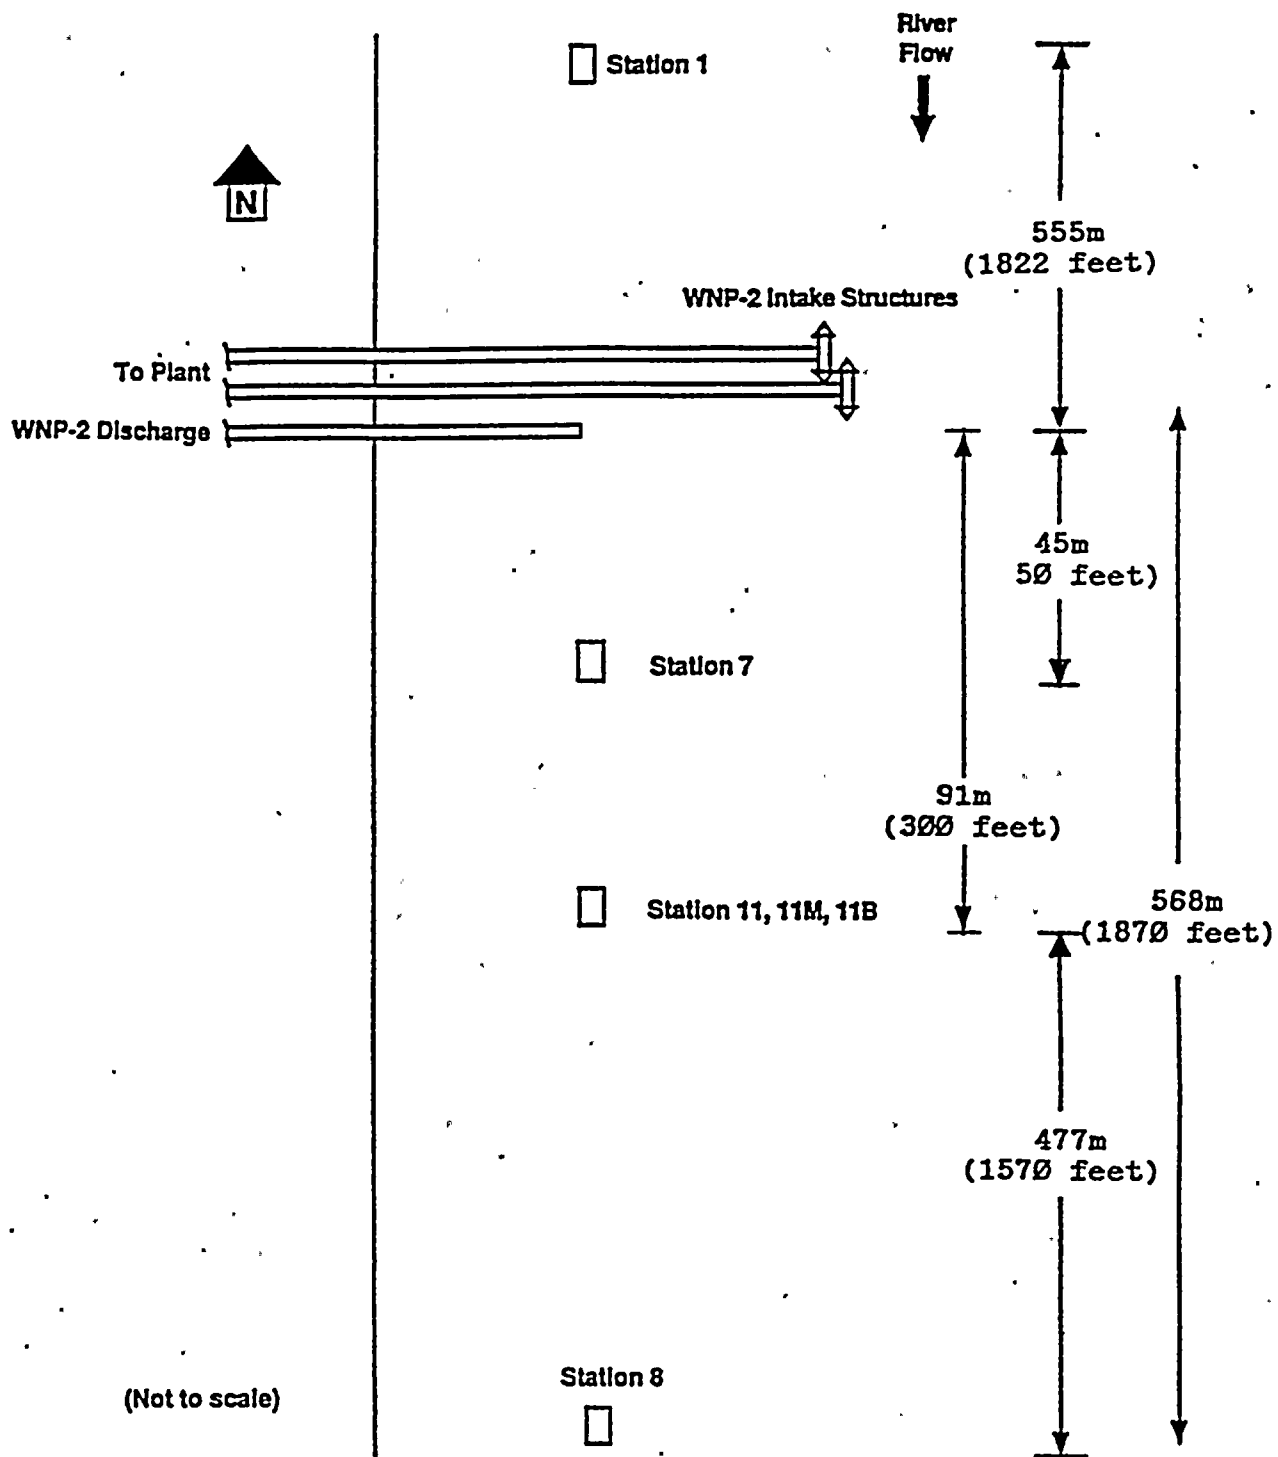 River
Flow
Station 1
N
555m
(1822 feet)
WNP-2 Intake Structures
To Plant
WNP-2 Discharge
45m
50 feet)
Station 7
91m
(300 feet)
Station 11, 11M, 11B
568m
(1870 feet)
477m
(1570 feet)
Station 8
(Not to scale)